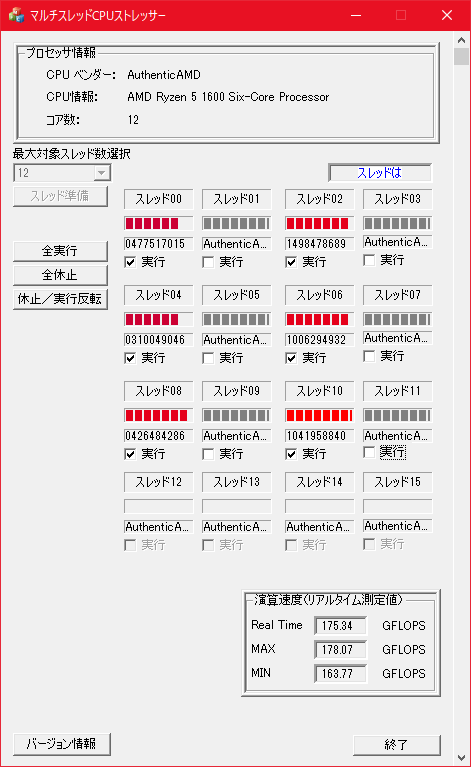 マルチスレッドCPUストレッサー
プロセッサ情報
CPU ベンダー: AuthenticAMD
CPU情報: AMD Ryzen 5 1600 Six-Core Processor
コア数: 12
最大対象スレッド数選択
12
スレッドは
スレッド準備
スレッド00 スレッド01 スレッド02 スレッド03
0477517015 AuthenticA... 1498478689 AuthenticA...
実行 実行 実行 実行
全実行
全休止
休止／実行反転
スレッド04 スレッド05 スレッド06 スレッド07
0310049046 AuthenticA... 1006294932 AuthenticA...
実行 実行 実行 実行
スレッド08 スレッド09 スレッド10 スレッド11
0426484286 AuthenticA... 1041958840 AuthenticA...
実行 実行 実行 実行
スレッド12 スレッド13 スレッド14 スレッド15
AuthenticA... AuthenticA... AuthenticA... AuthenticA...
実行 実行 実行 実行
演算速度(リアルタイム測定値)
Real Time 175.34 GFLOPS
MAX 178.07 GFLOPS
MIN 163.77 GFLOPS
バージョン情報
終了